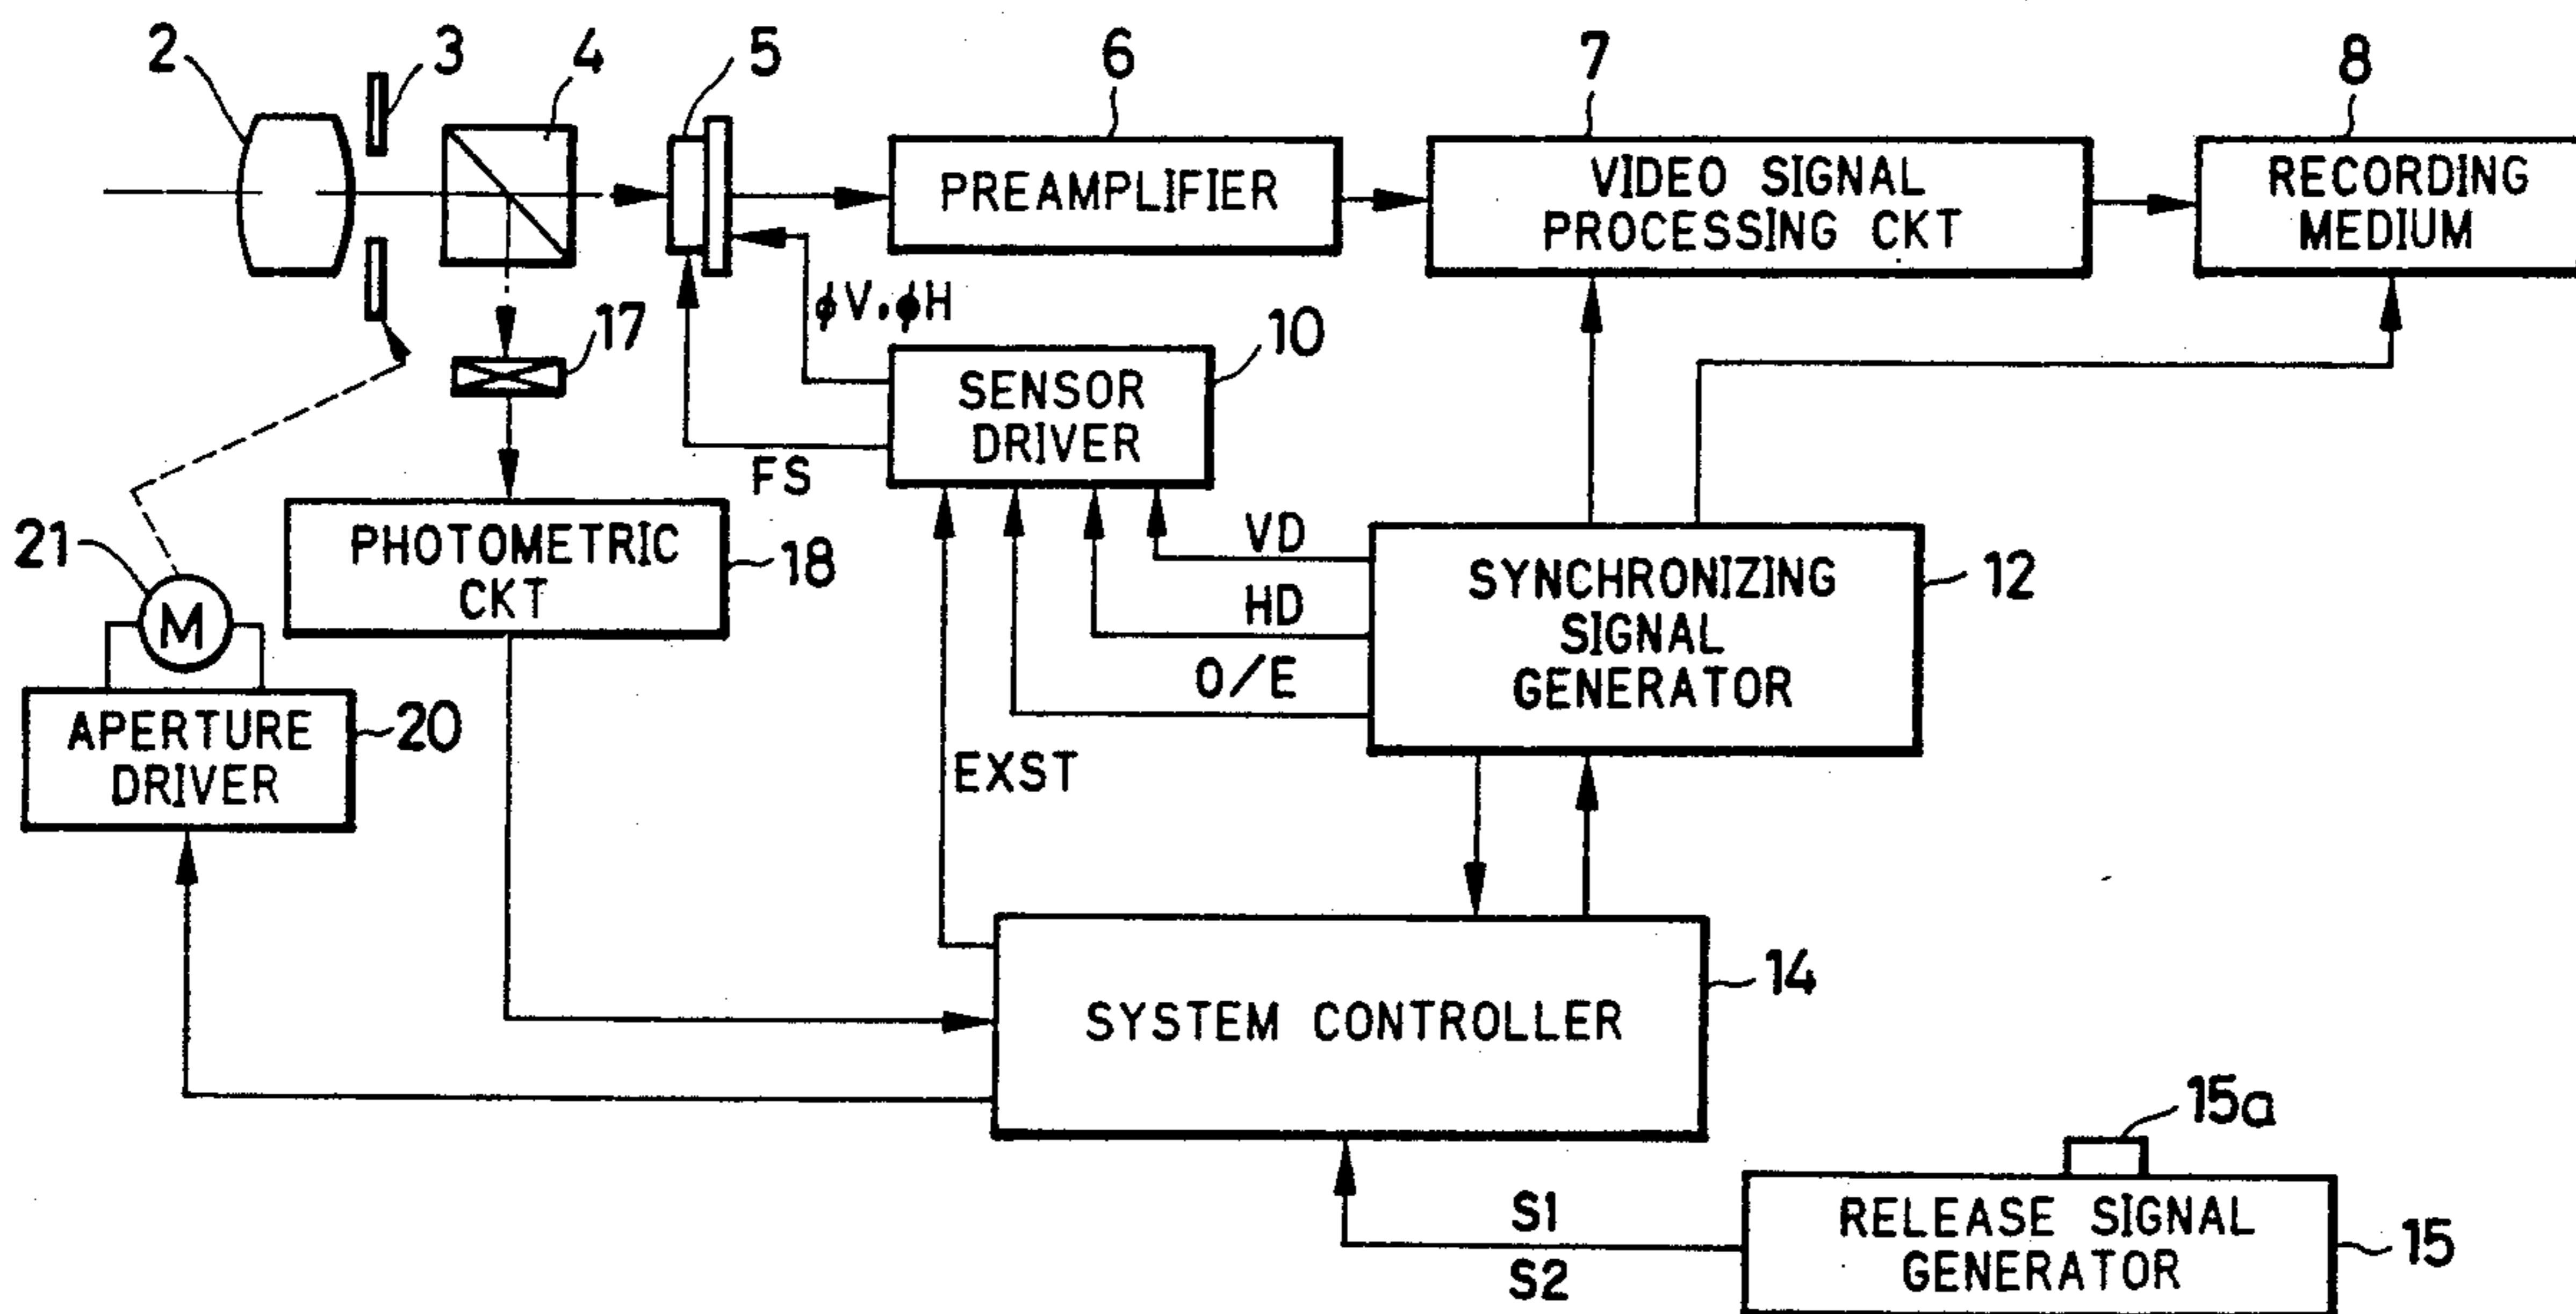 2
3
4
5
6
7
8
PREAMPLIFIER
VIDEO SIGNAL
PROCESSING CKT
RECORDING
MEDIUM
φV, φH
17
10
SENSOR
DRIVER
FS
21
M
PHOTOMETRIC
CKT
18
VD
HD
O/E
SYNCHRONIZING
SIGNAL
GENERATOR
12
APERTURE
DRIVER
20
EXST
SYSTEM CONTROLLER
14
15a
S1
S2
RELEASE SIGNAL
GENERATOR
15